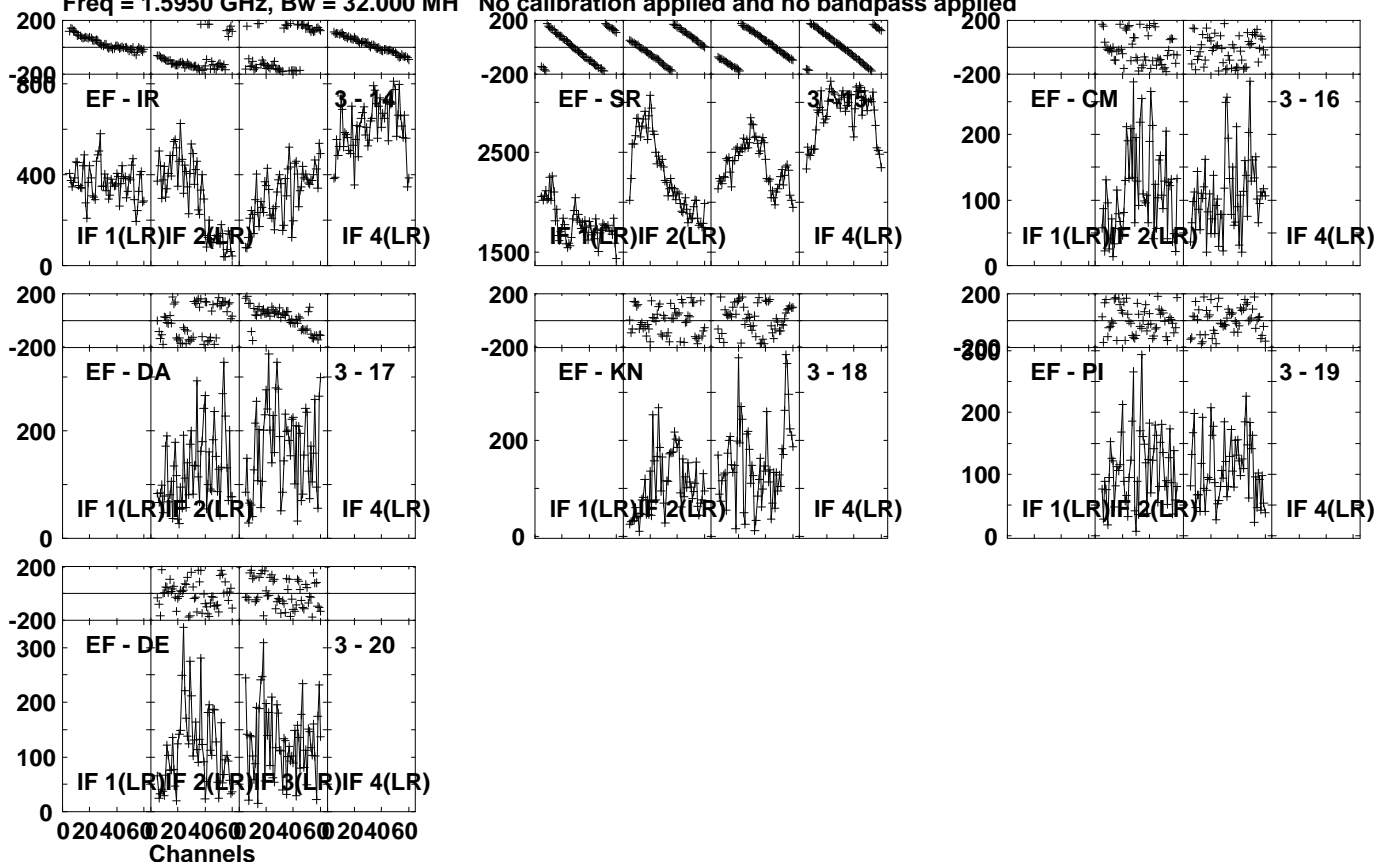 Freq = 1.5950 GHz, Bw = 32.000 MH No calibration applied and no bandpass applied
200
-200
800
400
0
EF - IR
3 - 14
IF 1(LR)
IF 2(LR)
IF 4(LR)
200
-200
2500
1500
EF - SR
3 - 15
IF 1(LR)
IF 2(LR)
IF 4(LR)
200
-200
200
100
0
EF - CM
3 - 16
IF 1(LR)
IF 2(LR)
IF 4(LR)
200
-200
200
0
EF - DA
3 - 17
IF 1(LR)
IF 2(LR)
IF 4(LR)
200
-200
200
0
EF - KN
3 - 18
IF 1(LR)
IF 2(LR)
IF 4(LR)
200
-200
300
200
100
0
EF - PI
3 - 19
IF 1(LR)
IF 2(LR)
IF 4(LR)
200
-200
300
200
100
0
EF - DE
3 - 20
IF 1(LR)
IF 2(LR)
IF 3(LR)
IF 4(LR)
0 20 40 60 0 20 40 60 0 20 40 60 0 20 40 60
Channels